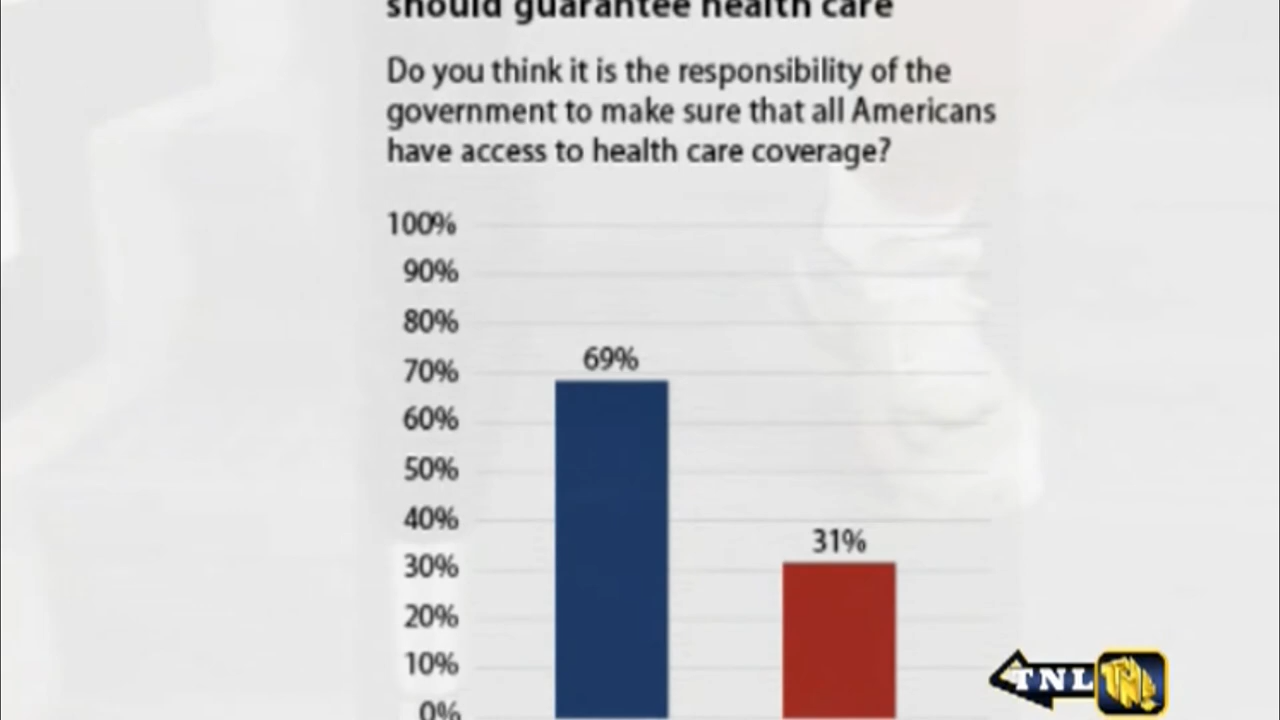 should guarantee health care
Do you think it is the responsibility of the
government to make sure that all Americans
have access to health care coverage?
100%
90%
80%
70%
69%
60%
50%
40%
31%
30%
20%
10%
0%
TNL TNL